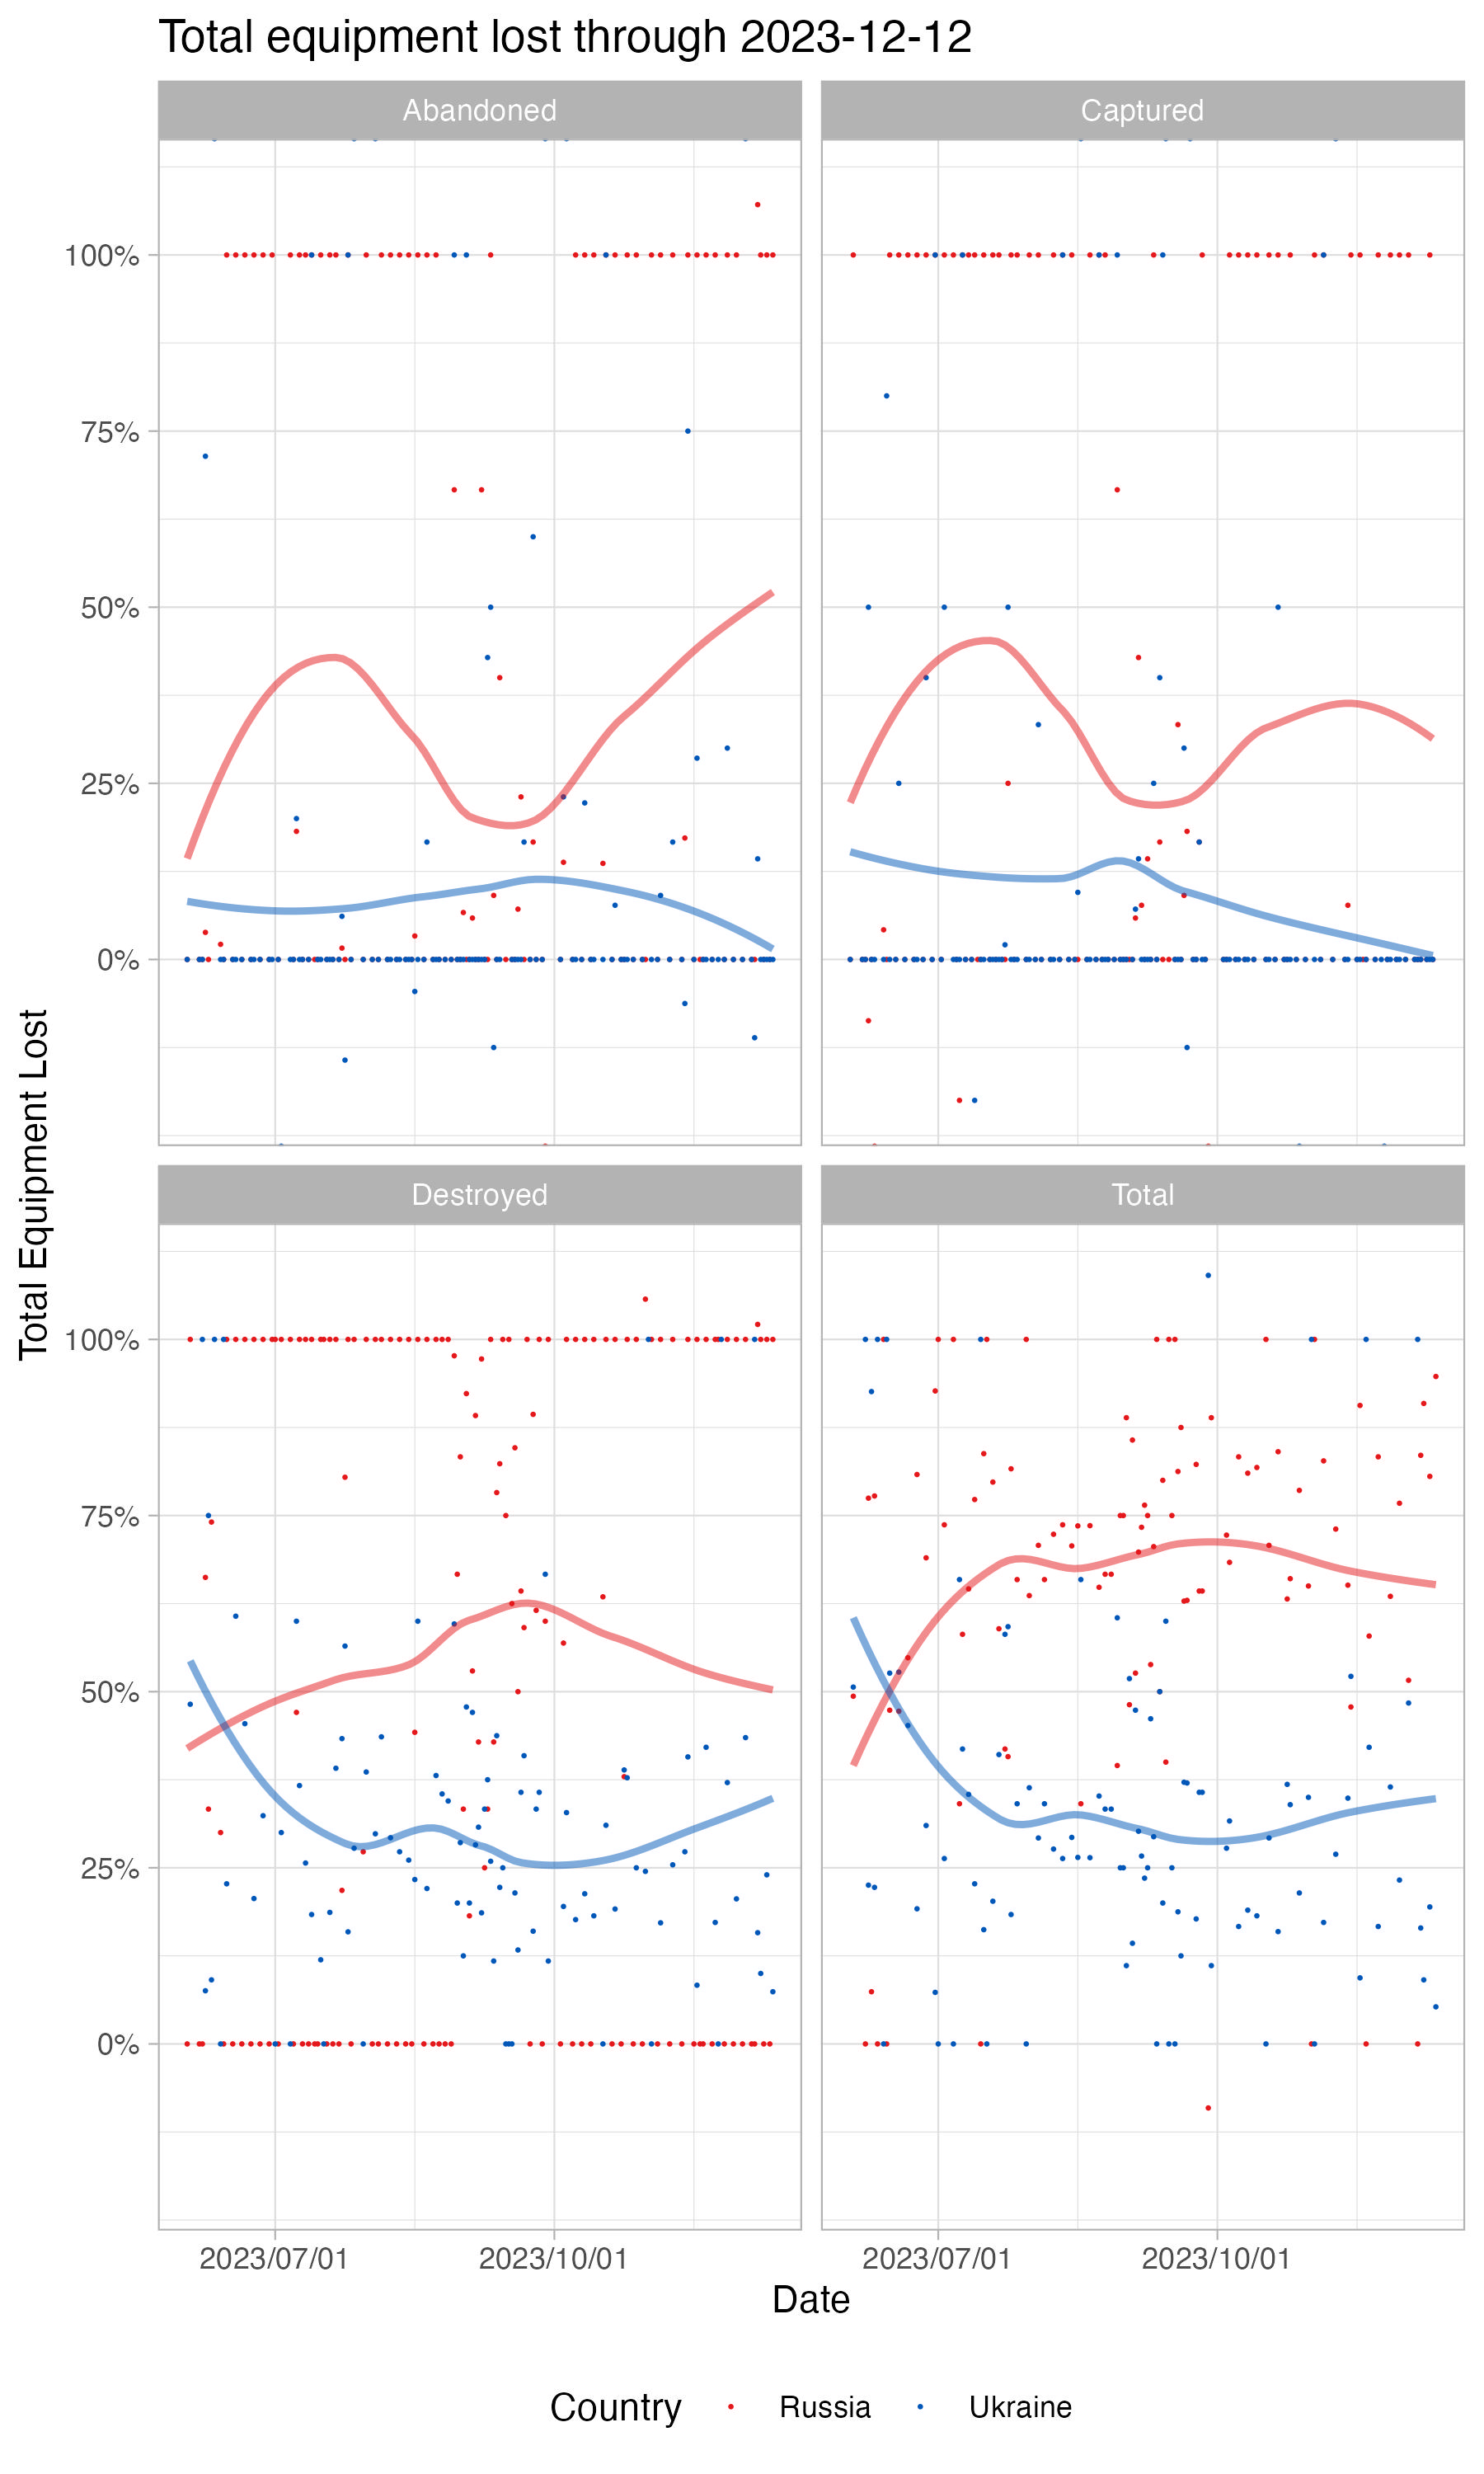 Total equipment lost through 2023-12-12
Abandoned
Captured
100%
75%
50%
25%
0%
Total Equipment Lost
Destroyed
Total
100%
75%
50%
25%
0%
2023/07/01
2023/10/01
2023/07/01
2023/10/01
Date
Country
Russia
Ukraine